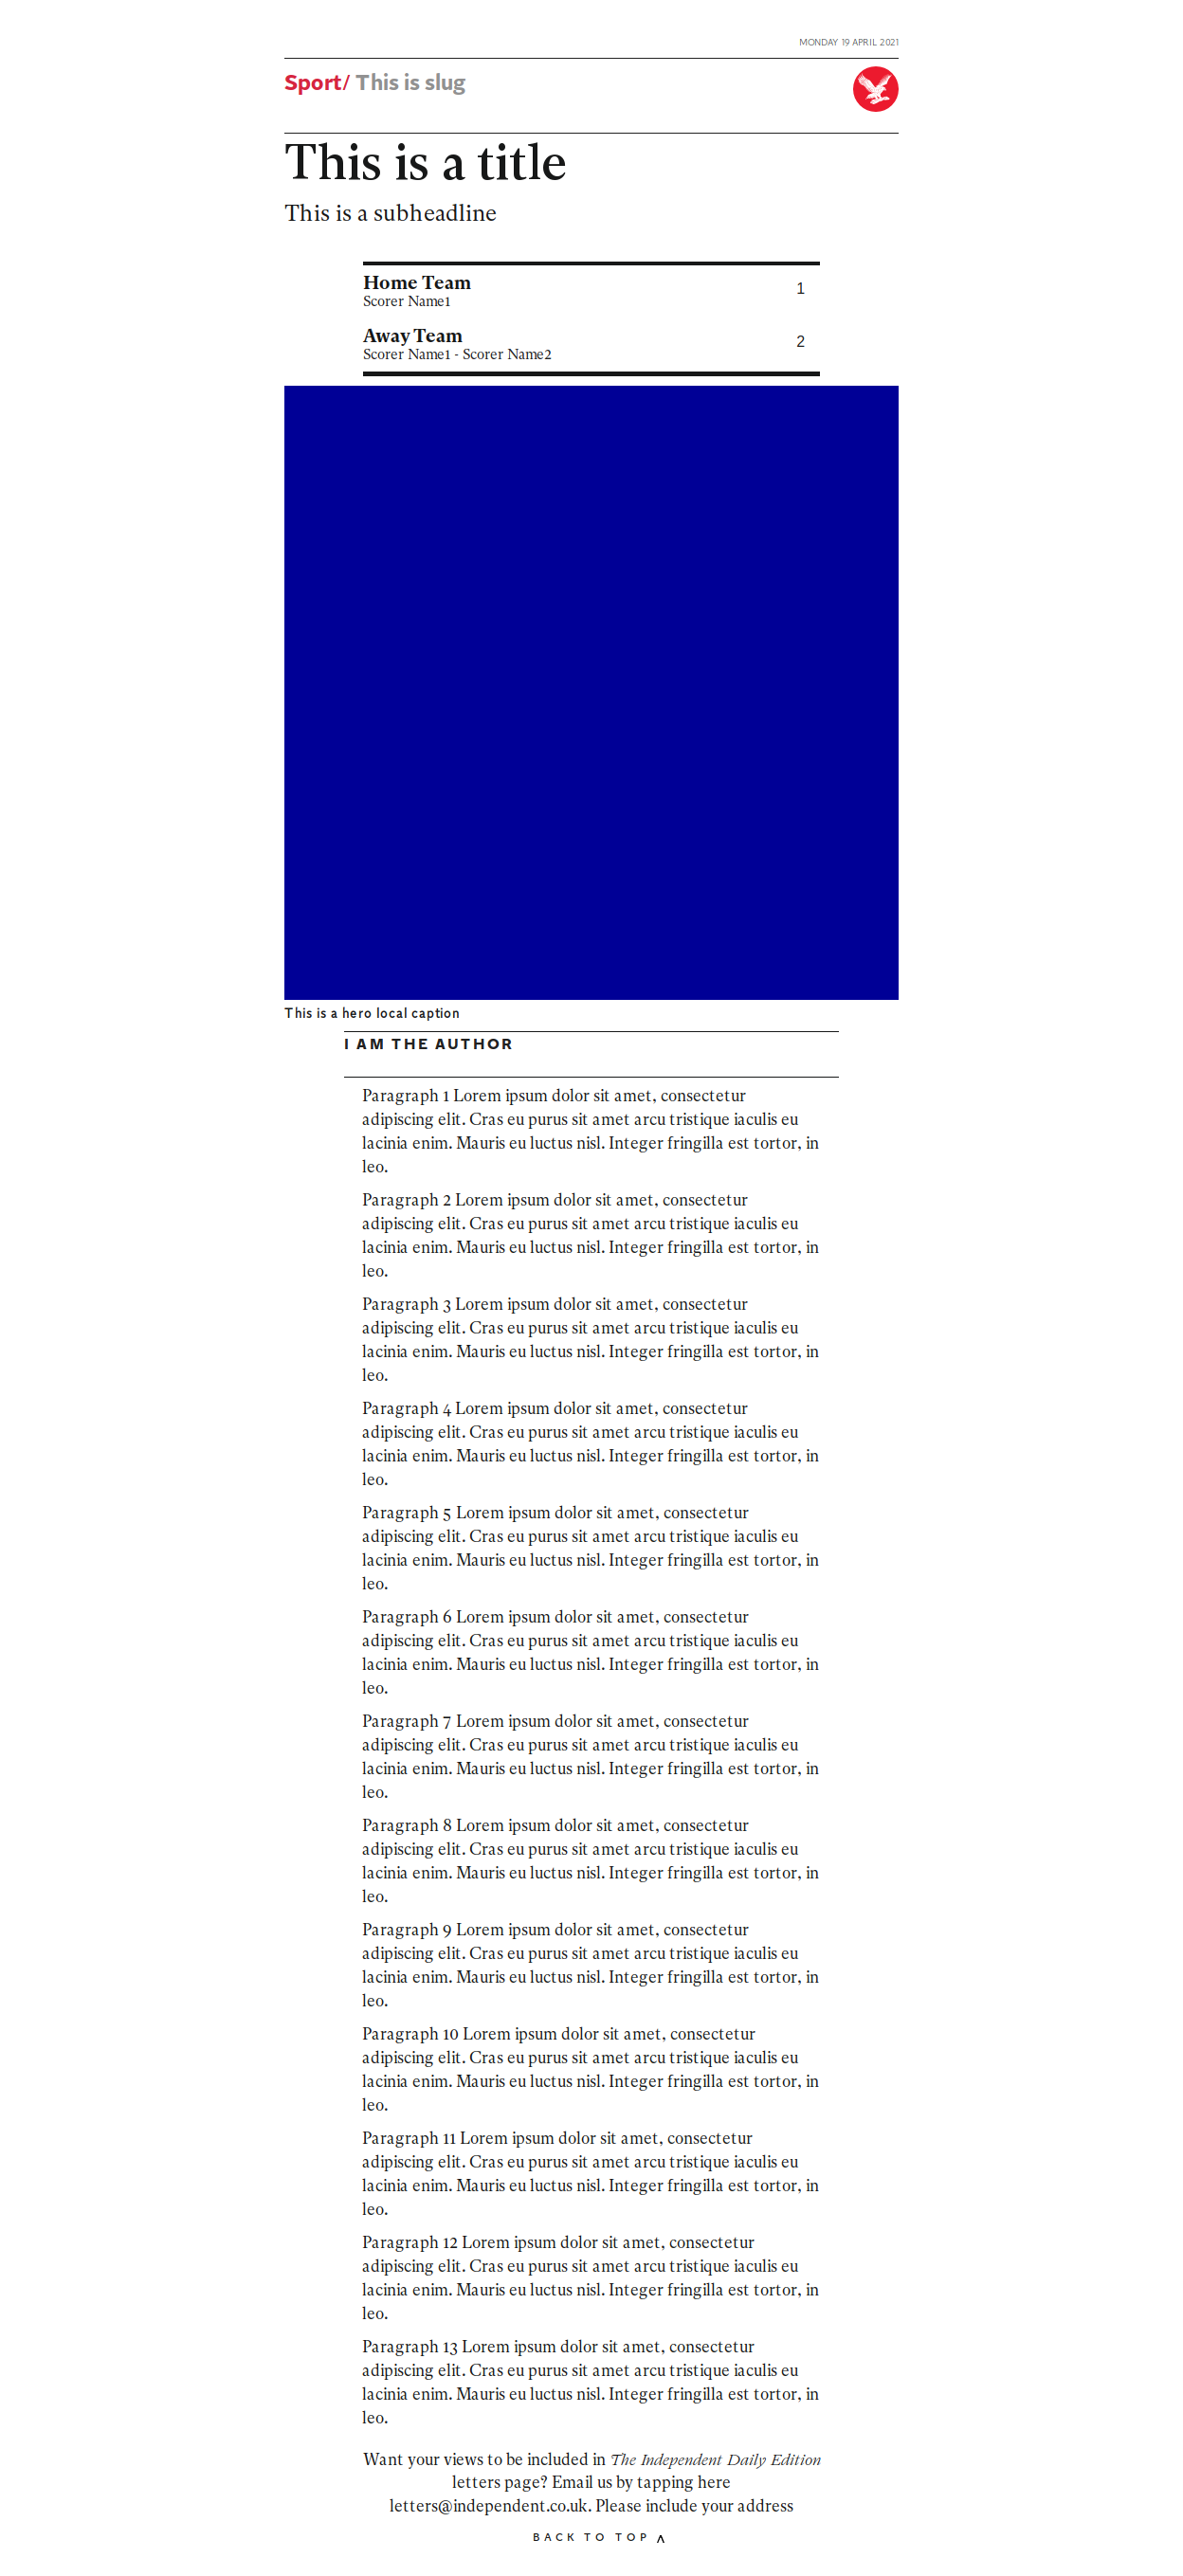 MONDAY 19 APRIL 2021
Sport/ This is slug
This is a title
This is a subheadline
Home Team
1
Scorer Name1
Away Team
2
Scorer Name1 - Scorer Name2
This is a hero local caption
I AM THE AUTHOR
Paragraph 1 Lorem ipsum dolor sit amet, consectetur
adipiscing elit. Cras eu purus sit amet arcu tristique iaculis eu
lacinia enim. Mauris eu luctus nisl. Integer fringilla est tortor, in
leo.
Paragraph 2 Lorem ipsum dolor sit amet, consectetur
adipiscing elit. Cras eu purus sit amet arcu tristique iaculis eu
lacinia enim. Mauris eu luctus nisl. Integer fringilla est tortor, in
leo.
Paragraph 3 Lorem ipsum dolor sit amet, consectetur
adipiscing elit. Cras eu purus sit amet arcu tristique iaculis eu
lacinia enim. Mauris eu luctus nisl. Integer fringilla est tortor, in
leo.
Paragraph 4 Lorem ipsum dolor sit amet, consectetur
adipiscing elit. Cras eu purus sit amet arcu tristique iaculis eu
lacinia enim. Mauris eu luctus nisl. Integer fringilla est tortor, in
leo.
Paragraph 5 Lorem ipsum dolor sit amet, consectetur
adipiscing elit. Cras eu purus sit amet arcu tristique iaculis eu
lacinia enim. Mauris eu luctus nisl. Integer fringilla est tortor, in
leo.
Paragraph 6 Lorem ipsum dolor sit amet, consectetur
adipiscing elit. Cras eu purus sit amet arcu tristique iaculis eu
lacinia enim. Mauris eu luctus nisl. Integer fringilla est tortor, in
leo.
Paragraph 7 Lorem ipsum dolor sit amet, consectetur
adipiscing elit. Cras eu purus sit amet arcu tristique iaculis eu
lacinia enim. Mauris eu luctus nisl. Integer fringilla est tortor, in
leo.
Paragraph 8 Lorem ipsum dolor sit amet, consectetur
adipiscing elit. Cras eu purus sit amet arcu tristique iaculis eu
lacinia enim. Mauris eu luctus nisl. Integer fringilla est tortor, in
leo.
Paragraph 9 Lorem ipsum dolor sit amet, consectetur
adipiscing elit. Cras eu purus sit amet arcu tristique iaculis eu
lacinia enim. Mauris eu luctus nisl. Integer fringilla est tortor, in
leo.
Paragraph 10 Lorem ipsum dolor sit amet, consectetur
adipiscing elit. Cras eu purus sit amet arcu tristique iaculis eu
lacinia enim. Mauris eu luctus nisl. Integer fringilla est tortor, in
leo.
Paragraph 11 Lorem ipsum dolor sit amet, consectetur
adipiscing elit. Cras eu purus sit amet arcu tristique iaculis eu
lacinia enim. Mauris eu luctus nisl. Integer fringilla est tortor, in
leo.
Paragraph 12 Lorem ipsum dolor sit amet, consectetur
adipiscing elit. Cras eu purus sit amet arcu tristique iaculis eu
lacinia enim. Mauris eu luctus nisl. Integer fringilla est tortor, in
leo.
Paragraph 13 Lorem ipsum dolor sit amet, consectetur
adipiscing elit. Cras eu purus sit amet arcu tristique iaculis eu
lacinia enim. Mauris eu luctus nisl. Integer fringilla est tortor, in
leo.
Want your views to be included in The Independent Daily Edition
letters page? Email us by tapping here
letters@independent.co.uk. Please include your address
BACK TO TOP ^